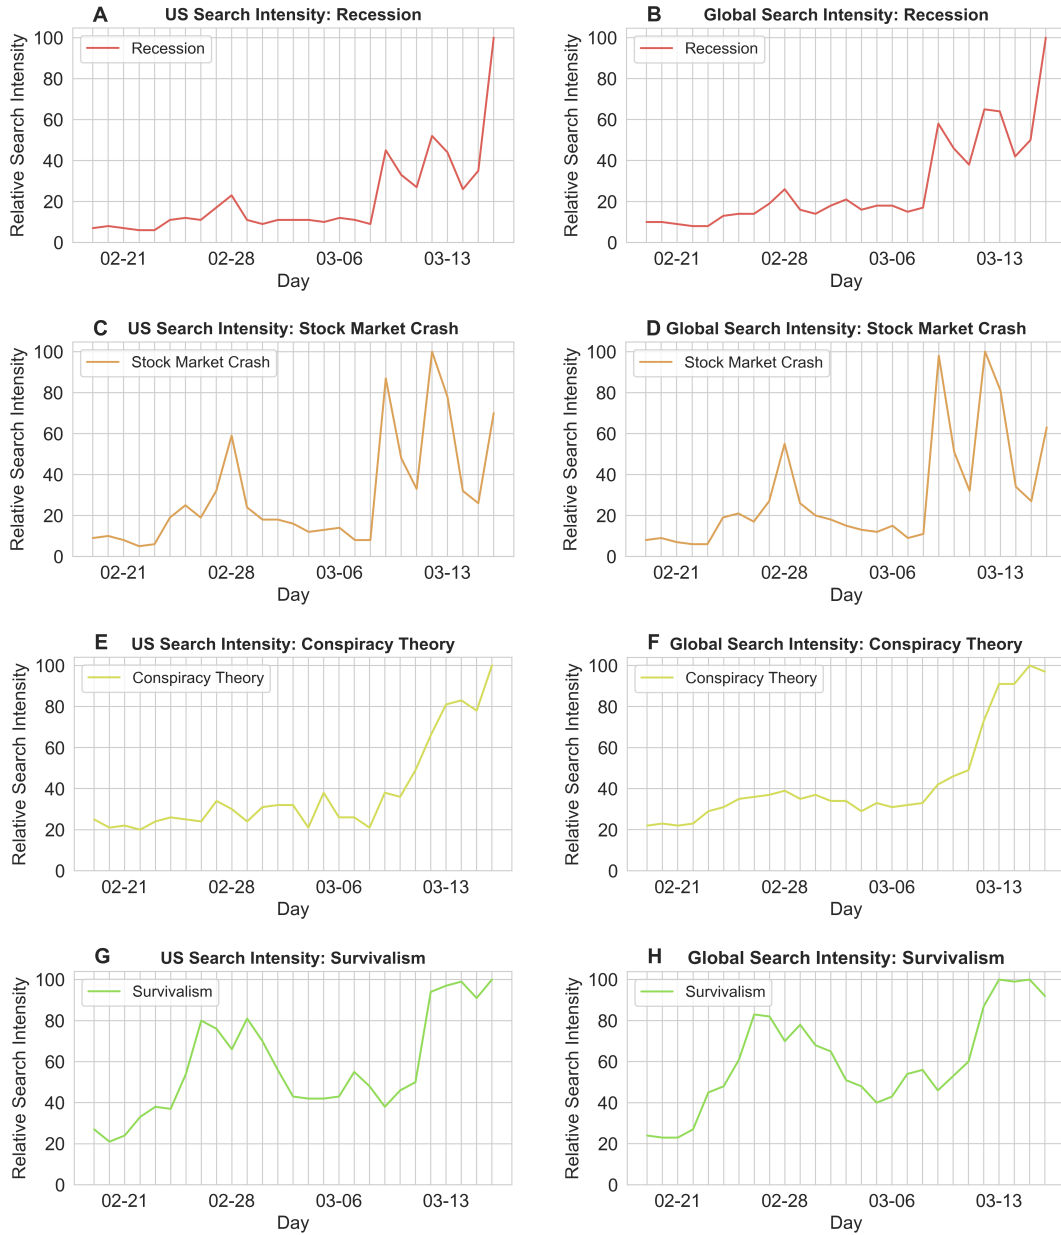 A US Search Intensity: Recession
Relative Search Intensity
100
80
60
40
20
0
Recession
02-21 02-28 03-06 03-13
Day
B Global Search Intensity: Recession
Relative Search Intensity
100
80
60
40
20
0
Recession
02-21 02-28 03-06 03-13
Day
C US Search Intensity: Stock Market Crash
Relative Search Intensity
100
80
60
40
20
0
Stock Market Crash
02-21 02-28 03-06 03-13
Day
D Global Search Intensity: Stock Market Crash
Relative Search Intensity
100
80
60
40
20
0
Stock Market Crash
02-21 02-28 03-06 03-13
Day
E US Search Intensity: Conspiracy Theory
Relative Search Intensity
100
80
60
40
20
0
Conspiracy Theory
02-21 02-28 03-06 03-13
Day
F Global Search Intensity: Conspiracy Theory
Relative Search Intensity
100
80
60
40
20
0
Conspiracy Theory
02-21 02-28 03-06 03-13
Day
G US Search Intensity: Survivalism
Relative Search Intensity
100
80
60
40
20
0
Survivalism
02-21 02-28 03-06 03-13
Day
H Global Search Intensity: Survivalism
Relative Search Intensity
100
80
60
40
20
0
Survivalism
02-21 02-28 03-06 03-13
Day